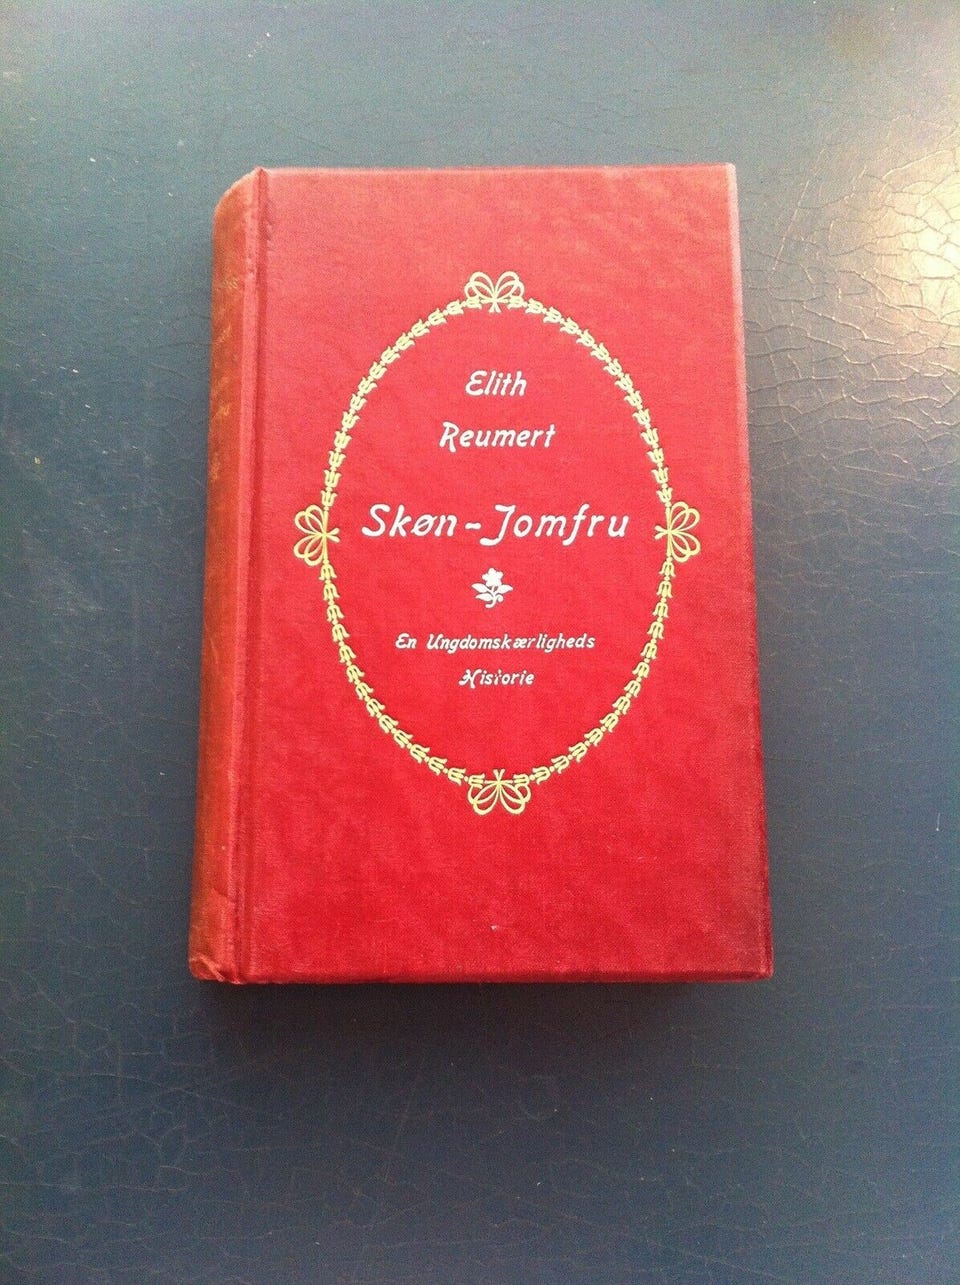 Elith
Reumert
Skøn-Jomfru
En Ungdomskærligheds
Historie